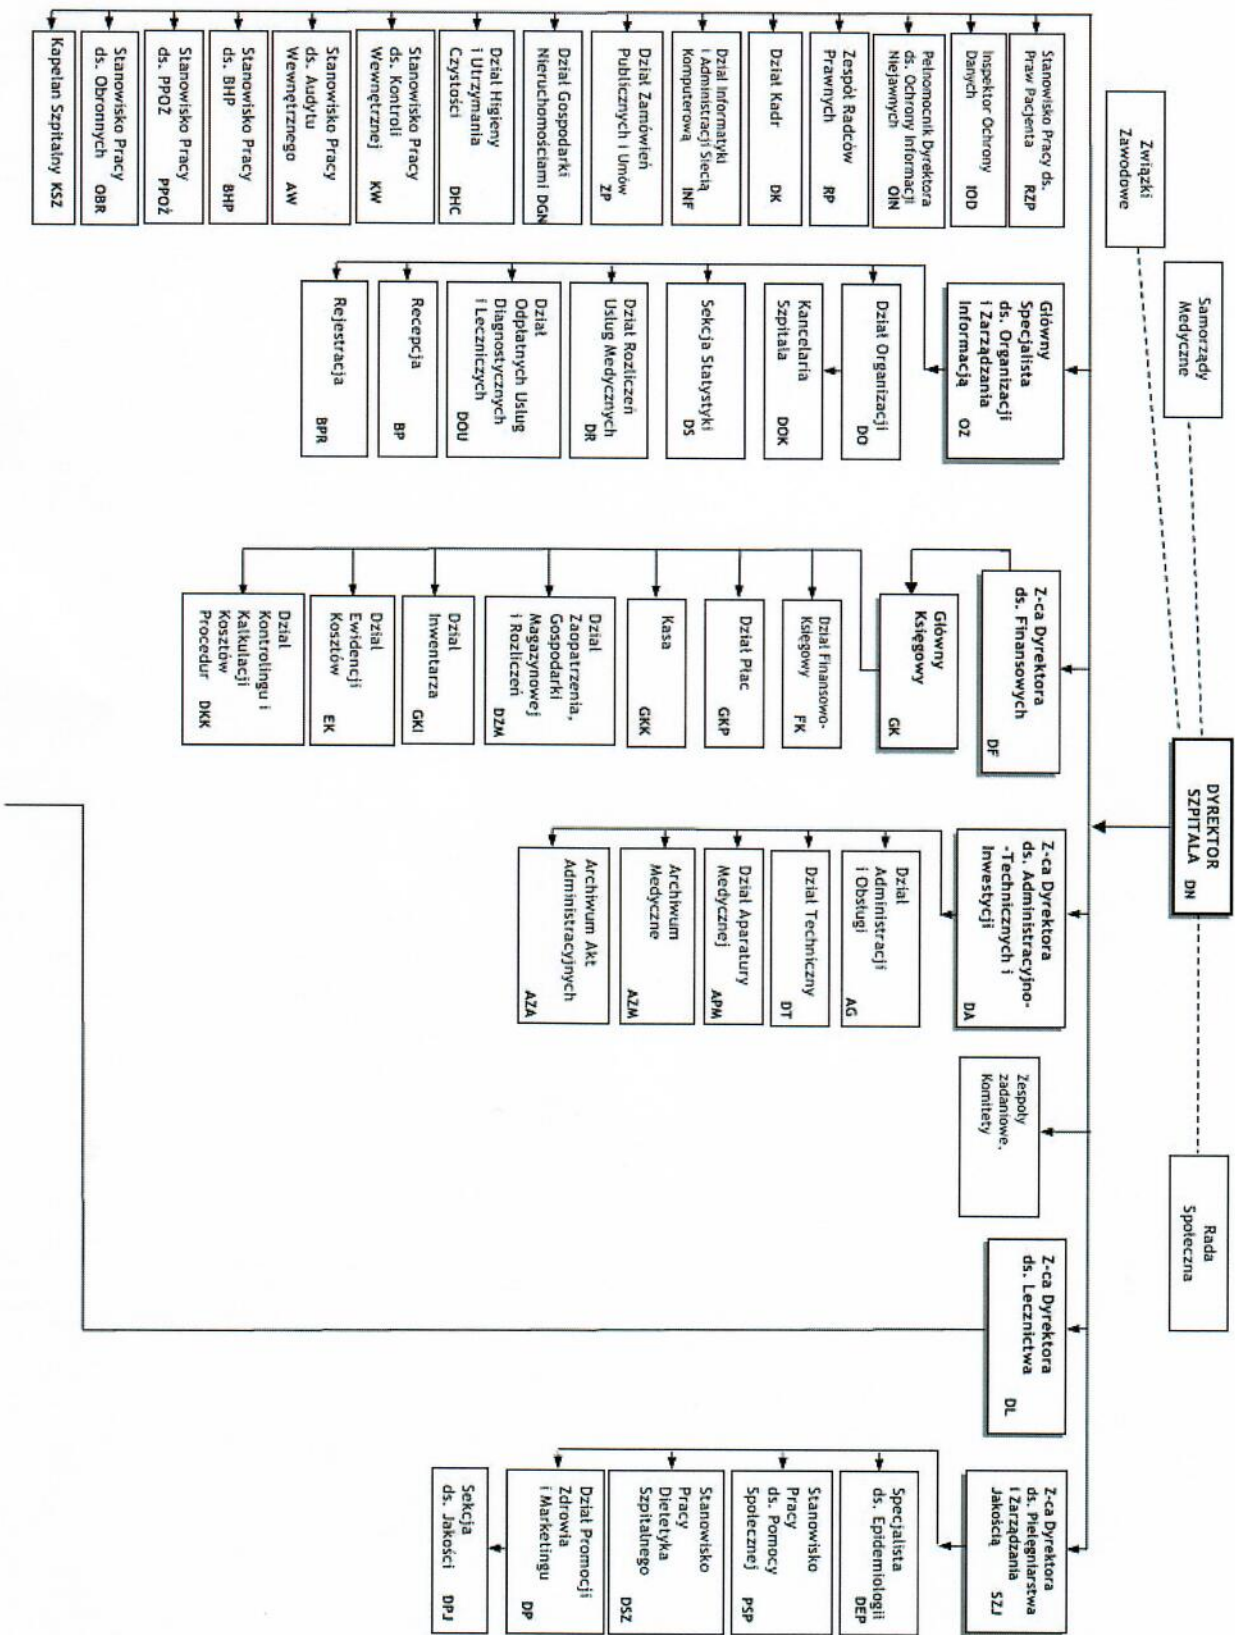 Związki
Zawodowe
Samorządy
Medyczne
DYREKTOR
SZPITALA DN
Rada
Społeczna
Stanowisko Pracy ds.
Praw Pacjenta
RZP
Inspektor Ochrony
Danych
IOD
Pełnomocnik Dyrektora
ds. Ochrony Informacji
Niejawnych OIN
Zespół Radców
Prawnych RP
Dział Kadr
DK
Dział Informatyki
i Administracji Siecią
Komputerową INF
Dział Zamówień
Publicznych i Umów
ZP
Dział Gospodarki
Nieruchomościami DGN
Dział Higieny
i Utrzymania
Czystości DHC
Stanowisko Pracy
ds. Kontroli
Wewnętrznej KW
Stanowisko Pracy
ds. Audytu
Wewnętrznego AW
Stanowisko Pracy
ds. BHP BHP
Stanowisko Pracy
ds. PPOŻ PPOŻ
Stanowisko Pracy
ds. Obronnych OBR
Kapelan Szpitalny KSZ
Główny
Specjalista
ds. Organizacji
i Zarządzania
Informacją OZ
Dział Organizacji
DO
Kancelaria
Szpitala DOK
Sekcja Statystyki
DS
Dział Rozliczeń
Usług Medycznych
DR
Dział
Odpłatnych Usług
Diagnostycznych
i Leczniczych
DOU
Recepcja
BP
Rejestracja
BPR
Z-ca Dyrektora
ds. Finansowych
DF
Główny
Księgowy
GK
Dział Finansowo-
Księgowy FK
Dział Płac
GKP
Kasa
GKK
Dział
Zaopatrzenia,
Gospodarki
Magazynowej
i Rozliczeń DZM
Dział
Inwentarza
GKI
Dział
Ewidencji
Kosztów EK
Dział
Kontrolingu i
Kalkulacji
Kosztów
Procedur DKK
Z-ca Dyrektora
ds. Administracyjno-
-Technicznych i
Inwestycji DA
Dział
Administracji
i Obsługi
AG
Dział Techniczny
DT
Dział Aparatury
Medycznej
APM
Archiwum
Medyczne
AZM
Archiwum Akt
Administracyjnych
AZA
Zespoły
zadaniowe,
Komitety
Z-ca Dyrektora
ds. Lecznictwa
DL
Z-ca Dyrektora
ds. Pielęgniarstwa
i Zarządzania
Jakością SZJ
Specjalista
ds. Epidemiologii
DEP
Stanowisko
Pracy
ds. Pomocy
Społecznej PSP
Stanowisko
Pracy
Dietetyka
Szpitalnego
DSZ
Dział Promocji
Zdrowia
i Marketingu
DP
Sekcja
ds. Jakości
DPJ